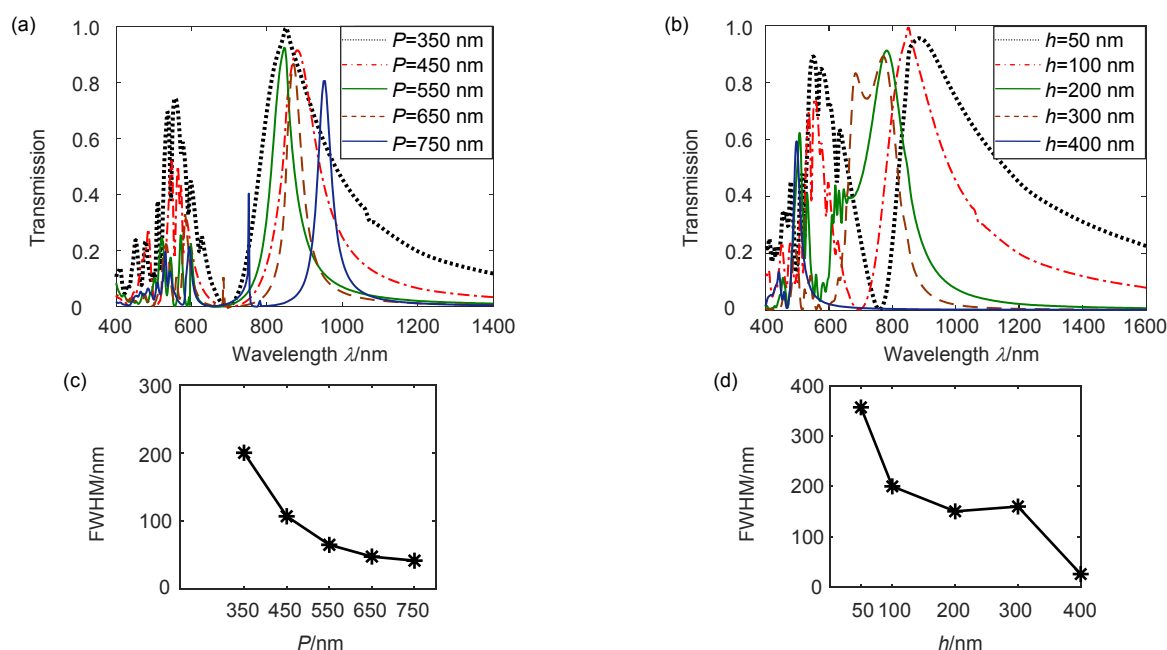 (a)
1.0
0.8
0.6
0.4
0.2
0
Transmission
P=350 nm
P=450 nm
P=550 nm
P=650 nm
P=750 nm
400 600 800 1000 1200 1400
Wavelength λ/nm
(b)
1.0
0.8
0.6
0.4
0.2
0
Transmission
h=50 nm
h=100 nm
h=200 nm
h=300 nm
h=400 nm
400 600 800 1000 1200 1400 1600
Wavelength λ/nm
(c)
300
200
100
0
FWHM/nm
350 450 550 650 750
P/nm
(d)
400
300
200
100
0
FWHM/nm
50 100 200 300 400
h/nm